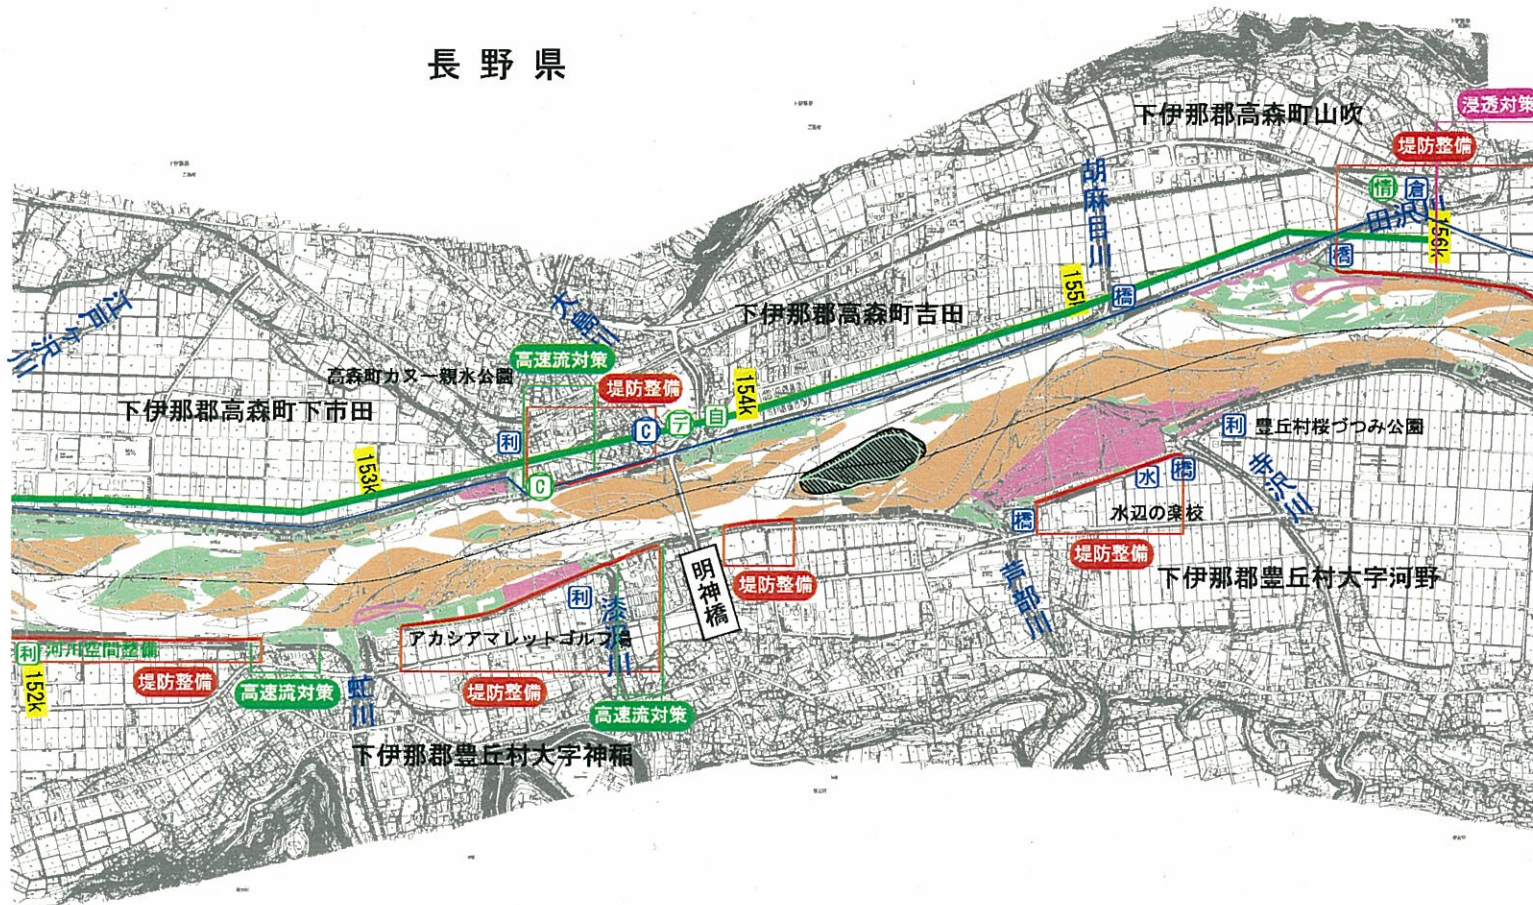 長野県
浸透対策
下伊那郡高森町山吹
堤防整備
情
倉
田沢川
156k
胡麻目川
橋
155k
橋
大島川
下伊那郡高森町吉田
江戸ヶ沢川
高速流対策
高森町カヌー親水公園
堤防整備
154k
下伊那郡高森町下市田
自
テ
C
利
153k
C
利
豊丘村桜づつみ公園
寺沢川
水
橋
橋
水辺の楽校
堤防整備
下伊那郡豊丘村大字河野
芦部川
明神橋
堤防整備
利
漆沢川
アカシアマレットゴルフ場
利
河川空間整備
152k
堤防整備
高速流対策
虻川
堤防整備
高速流対策
下伊那郡豊丘村大字神稲